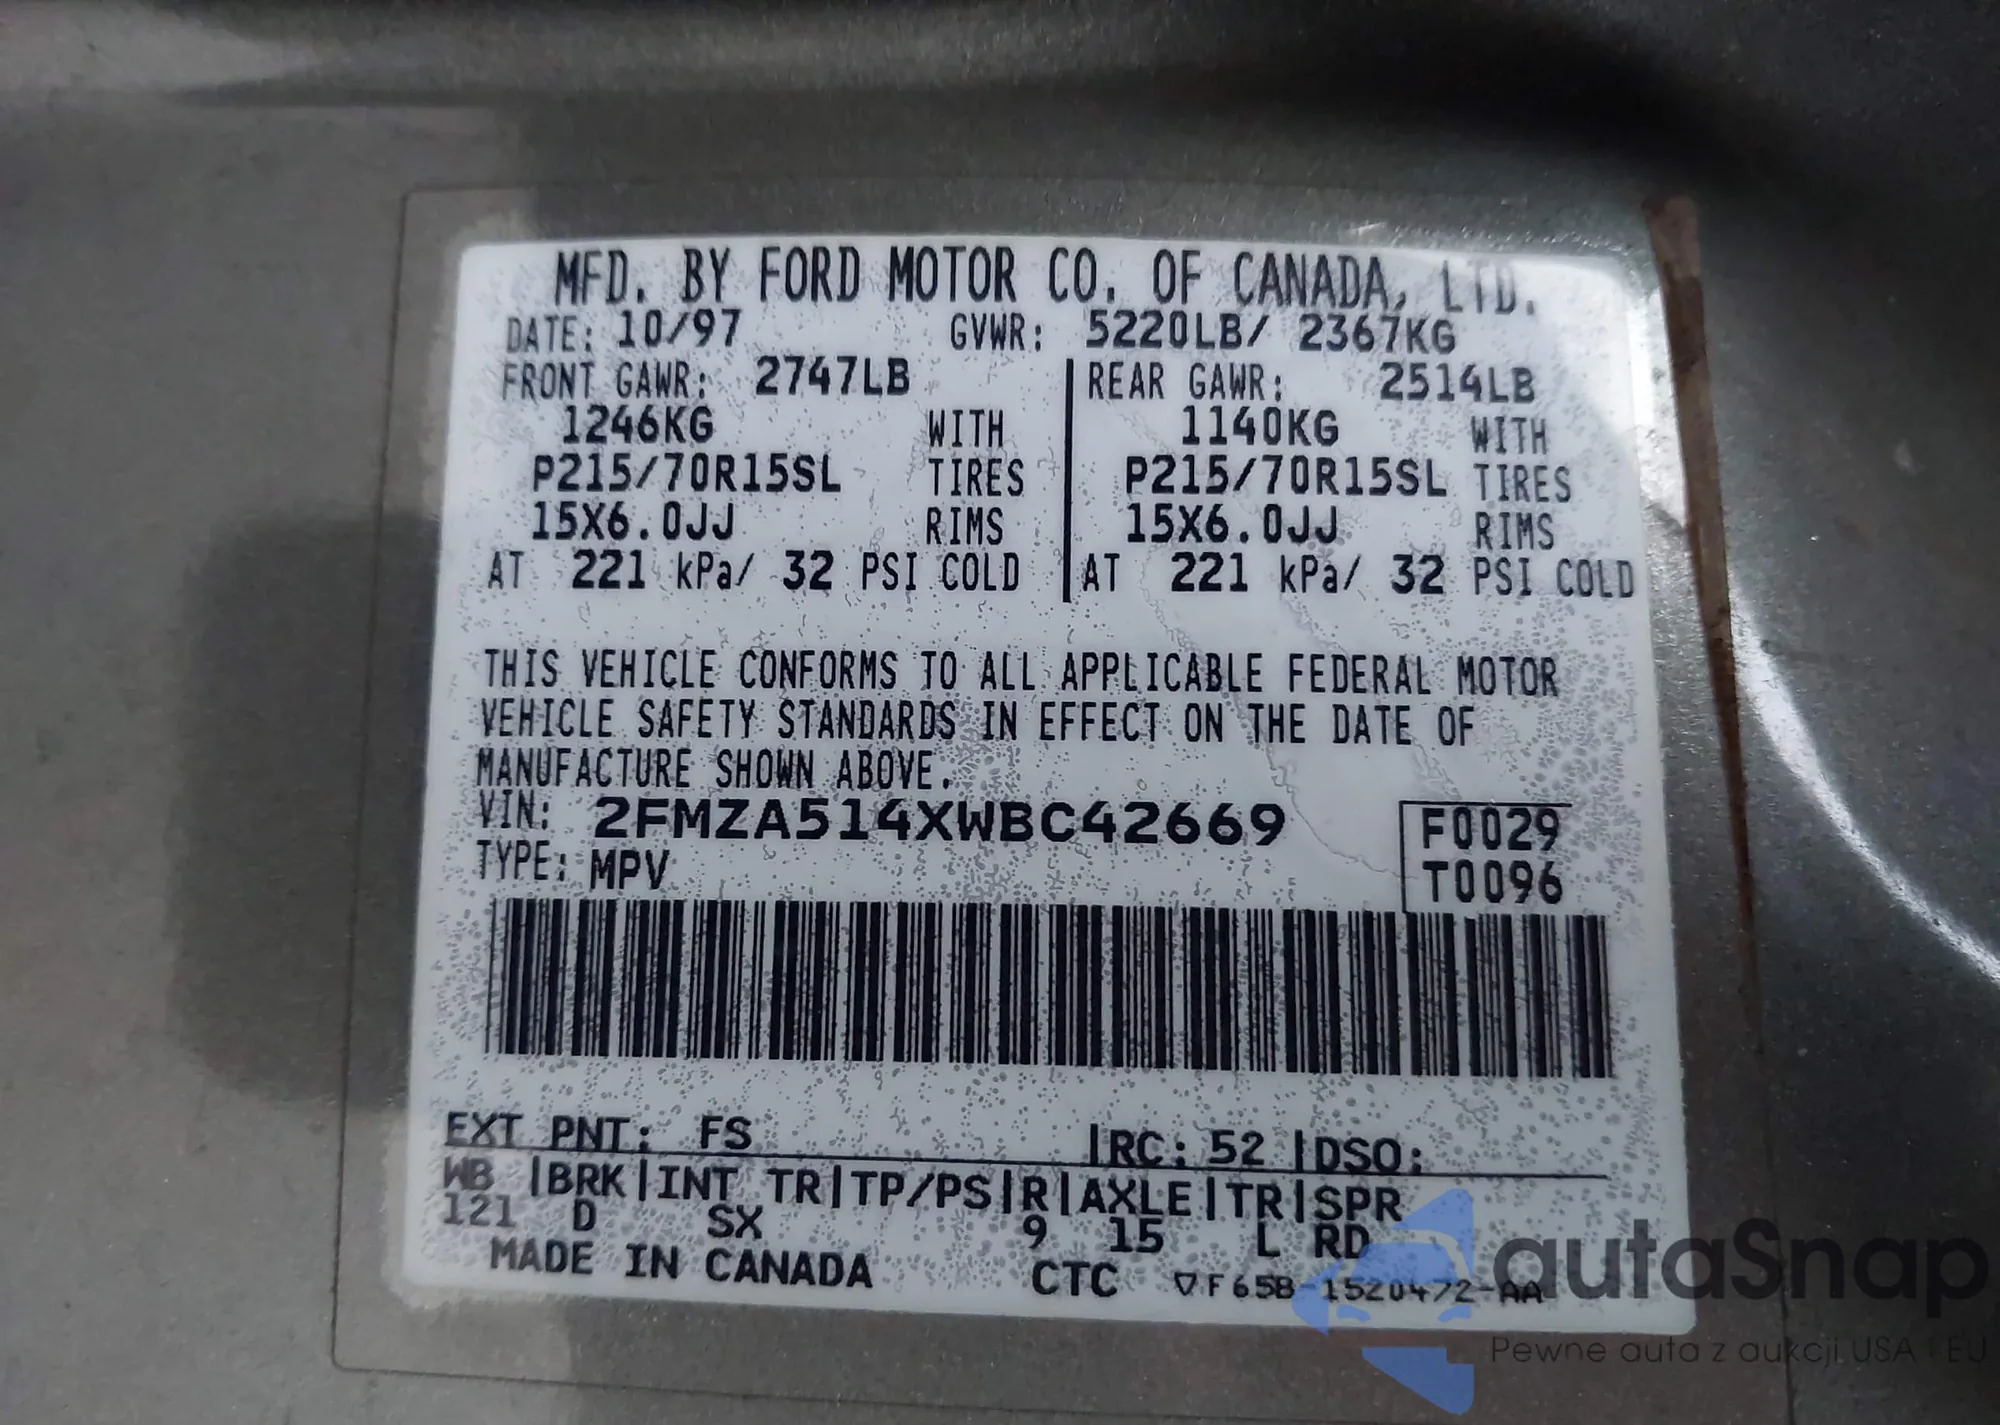 MFD. BY FORD MOTOR CO. OF CANADA, LTD.
DATE: 10/97 GVWR: 5220LB/ 2367KG
FRONT GAWR: 2747LB REAR GAWR: 2514LB
1246KG WITH 1140KG WITH
P215/70R15SL TIRES P215/70R15SL TIRES
15X6.0JJ RIMS 15X6.0JJ RIMS
AT 221 kPa/ 32 PSI COLD AT 221 kPa/ 32 PSI COLD
THIS VEHICLE CONFORMS TO ALL APPLICABLE FEDERAL MOTOR
VEHICLE SAFETY STANDARDS IN EFFECT ON THE DATE OF
MANUFACTURE SHOWN ABOVE.
VIN: 2FMZA514XWBC42669 F0029
TYPE: MPV T0096
EXT PNT: FS |RC: 52 |DSO:
WB |BRK|INT TR|TP/PS|R|AXLE|TR|SPR
121 D SX 9 15 L RD
MADE IN CANADA CTC ▽F65B-1520472-AA
autaSnap
Pewne auta z aukcji USA i EU